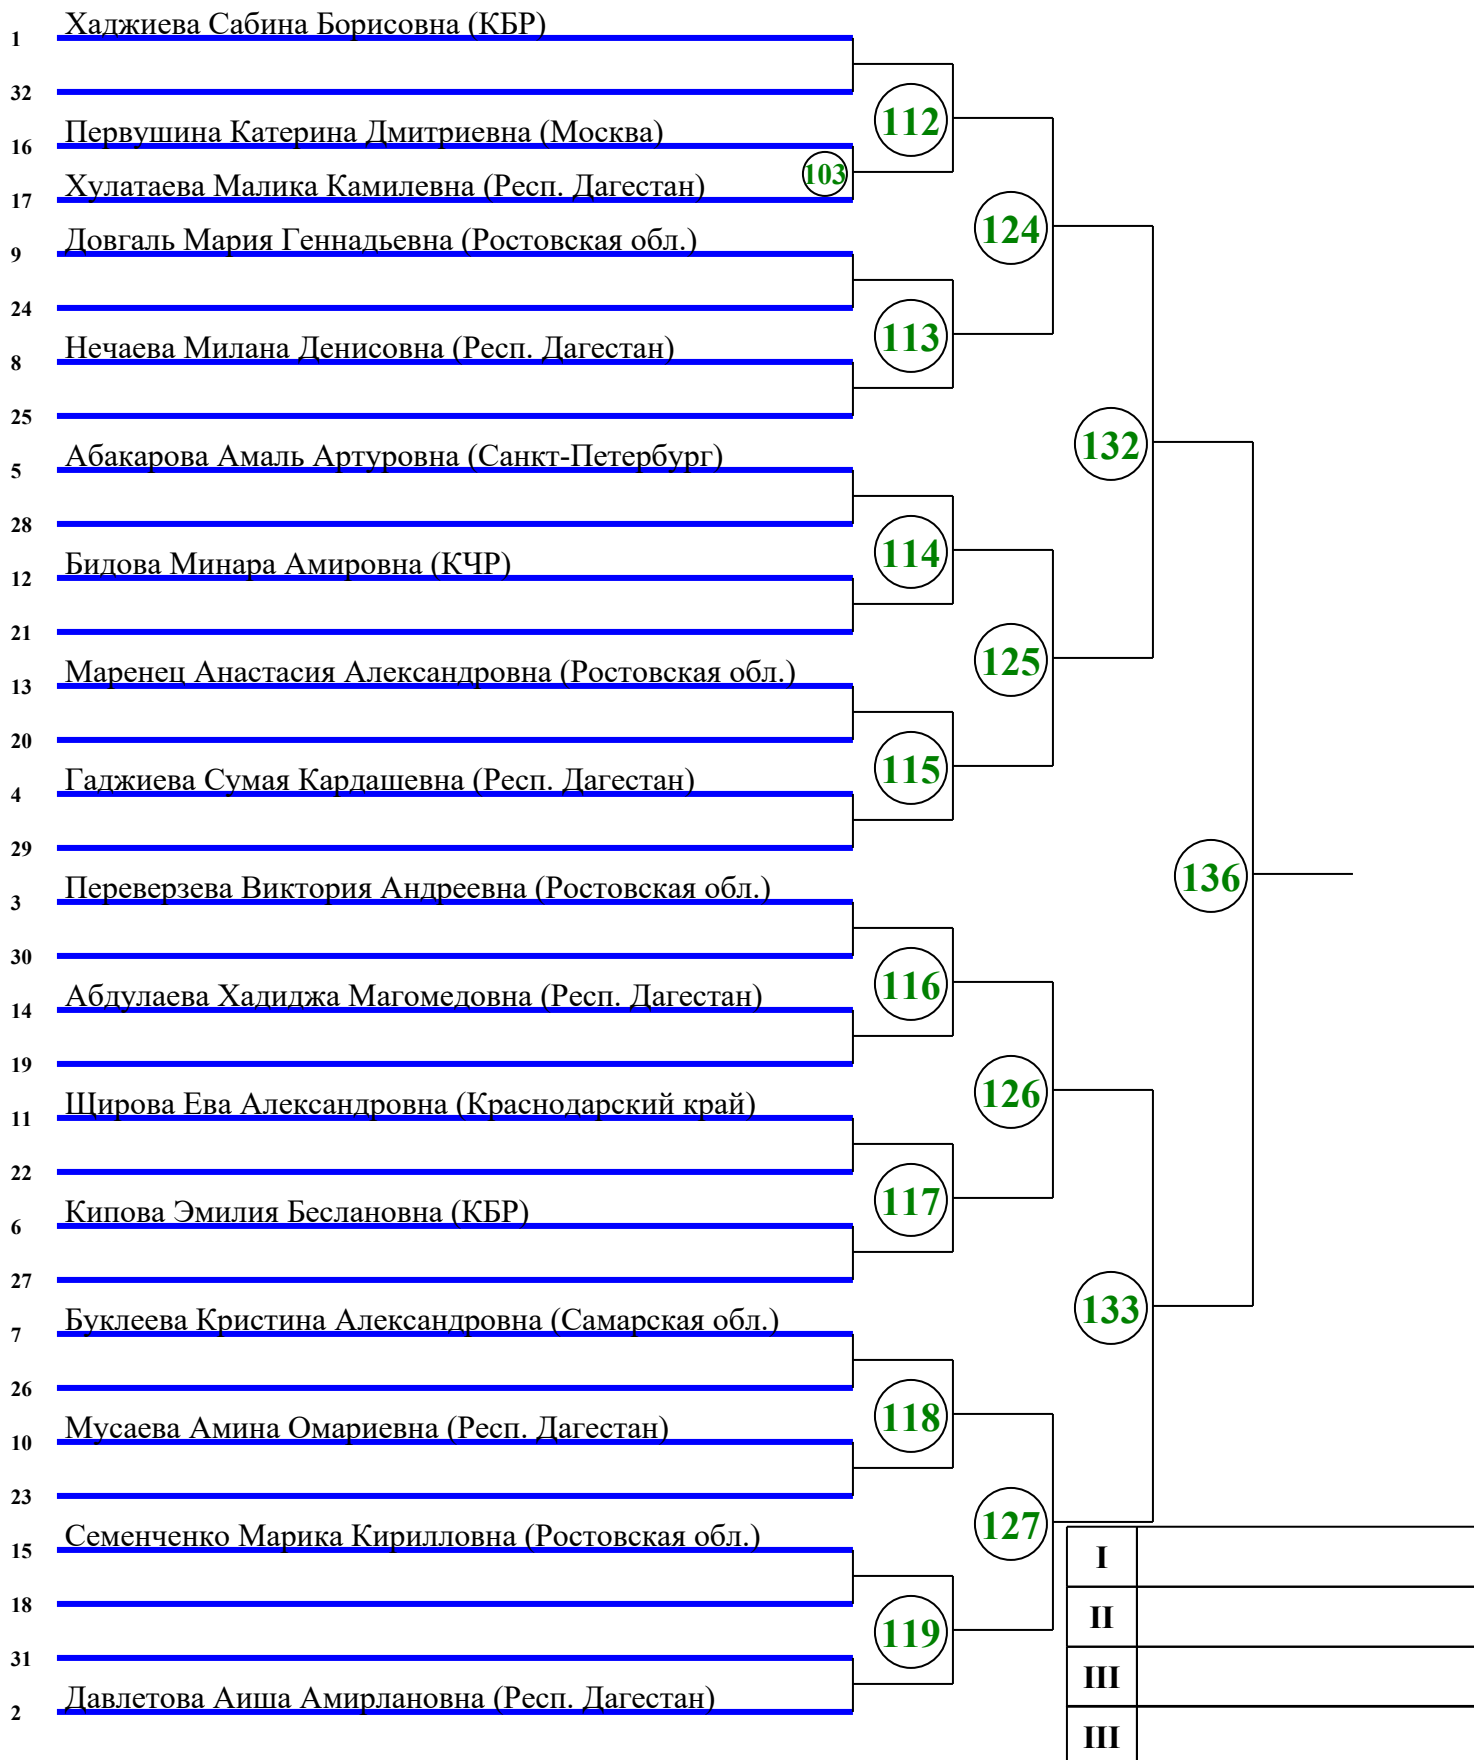 1 Хаджиева Сабина Борисовна (КБР)
32
112
16 Первушина Катерина Дмитриевна (Москва)
103
17 Хулатаева Малика Камилевна (Респ. Дагестан)
124
9 Довгаль Мария Геннадьевна (Ростовская обл.)
24
113
8 Нечаева Милана Денисовна (Респ. Дагестан)
25
132
5 Абакарова Амаль Артуровна (Санкт-Петербург)
28
114
12 Бидова Минара Амировна (КЧР)
21
125
13 Маренец Анастасия Александровна (Ростовская обл.)
20
115
4 Гаджиева Сумая Кардашевна (Респ. Дагестан)
29
136
3 Переверзева Виктория Андреевна (Ростовская обл.)
30
116
14 Абдулаева Хадиджа Магомедовна (Респ. Дагестан)
19
126
11 Щирова Ева Александровна (Краснодарский край)
22
117
6 Кипова Эмилия Беслановна (КБР)
27
133
7 Буклеева Кристина Александровна (Самарская обл.)
26
118
10 Мусаева Амина Омариевна (Респ. Дагестан)
23
127
15 Семенченко Марика Кирилловна (Ростовская обл.)
18
119
31
2 Давлетова Аиша Амирлановна (Респ. Дагестан)
I
II
III
III